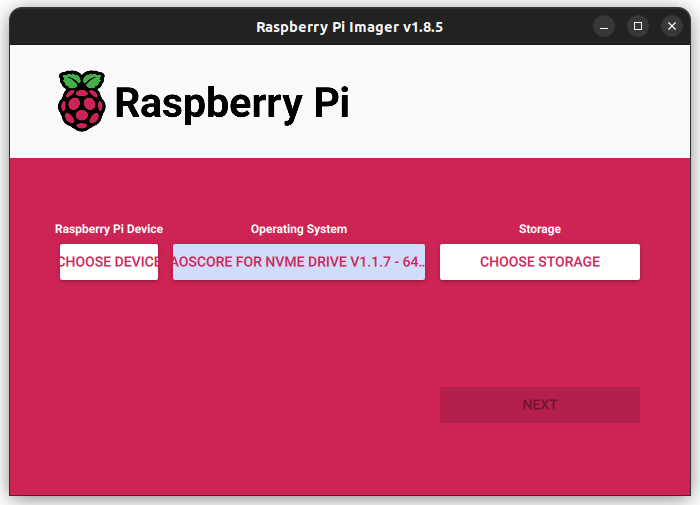 Raspberry Pi Imager v1.8.5
Raspberry Pi
Raspberry Pi Device
Operating System
Storage
CHOOSE DEVICE
AOSCORE FOR NVME DRIVE V1.1.7 - 64..
CHOOSE STORAGE
NEXT